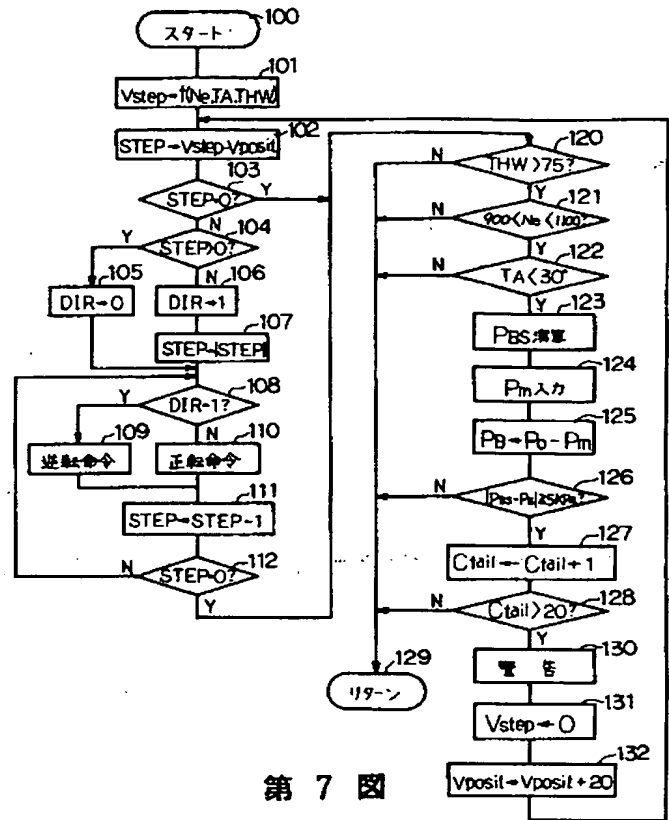 100
スタート
101
Vstep←f(Ne,TA,THW)
102
STEP←Vstep-Vposit
103
STEP=0?
Y
N
104
STEP>0?
Y
N
105
DIR←0
106
DIR←1
107
STEP←|STEP|
108
DIR=1?
Y
N
109
逆転命令
110
正転命令
111
STEP←STEP-1
112
STEP=0?
N
Y
120
THW>75?
N
Y
121
900<Ne<1100?
N
Y
122
TA<30°
N
Y
123
PBS演算
124
Pm入力
125
PB←Po-Pm
126
N
Y
127
Ctail←Ctail+1
128
Ctail>20?
N
Y
129
リターン
130
警告
131
Vstep←0
132
Vposit←Vposit+20
第7図